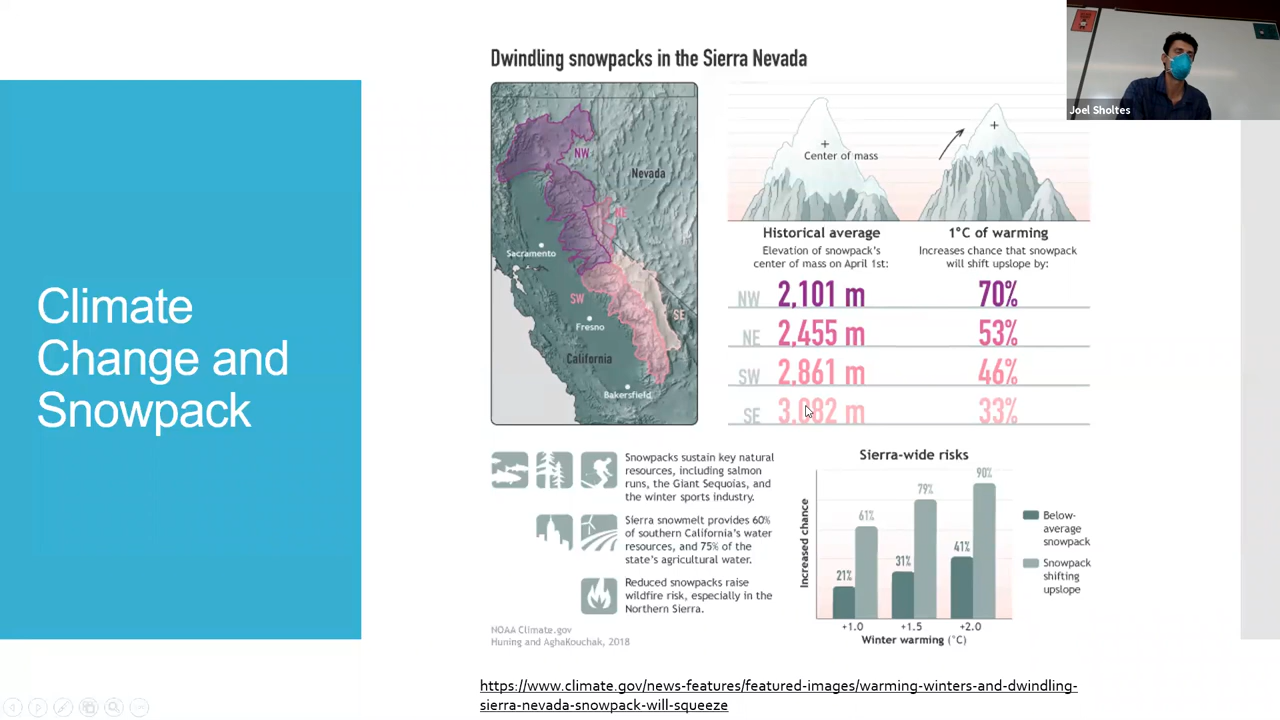 Climate
Change and
Snowpack
Dwindling snowpacks in the Sierra Nevada
NW
Nevada
NE
Sacramento
SW
SE
Fresno
California
Bakersfield
Center of mass
Historical average
Elevation of snowpack's
center of mass on April 1st:
1°C of warming
Increases chance that snowpack
will shift upslope by:
NW 2,101 m 70%
NE 2,455 m 53%
SW 2,861 m 46%
SE 3,082 m 33%
Snowpacks sustain key natural
resources, including salmon
runs, the Giant Sequoias, and
the winter sports industry.
Sierra snowmelt provides 60%
of southern California's water
resources, and 75% of the
state's agricultural water.
Reduced snowpacks raise
wildfire risk, especially in the
Northern Sierra.
NOAA Climate.gov
Huning and AghaKouchak, 2018
Sierra-wide risks
Increased chance
21%
61%
31%
79%
41%
90%
+1.0
+1.5
+2.0
Winter warming (°C)
Below-
average
snowpack
Snowpack
shifting
upslope
https://www.climate.gov/news-features/featured-images/warming-winters-and-dwindling-
sierra-nevada-snowpack-will-squeeze
Joel Sholtes